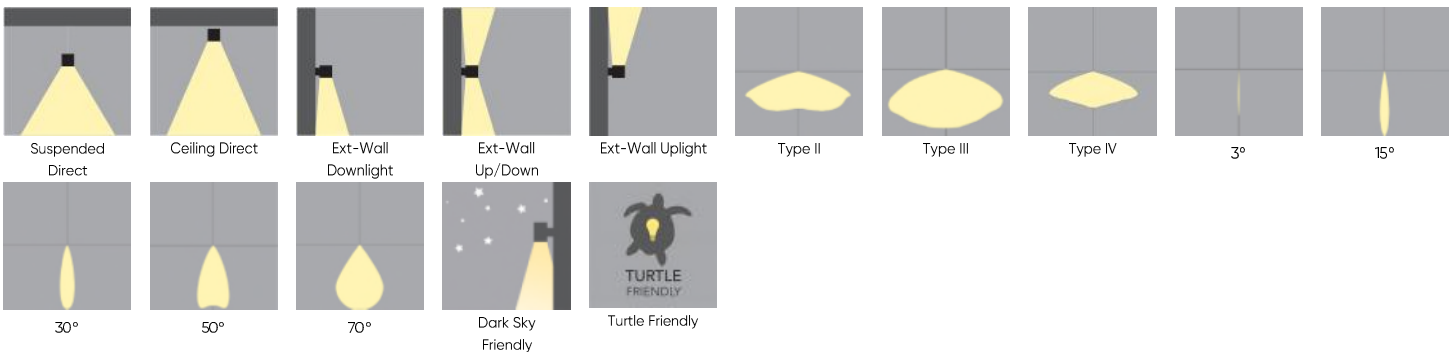 Suspended
Direct
Ceiling Direct
Ext-Wall
Downlight
Ext-Wall
Up/Down
Ext-Wall Uplight
Type II
Type III
Type IV
3°
15°
30°
50°
70°
Dark Sky
Friendly
TURTLE
FRIENDLY
Turtle Friendly